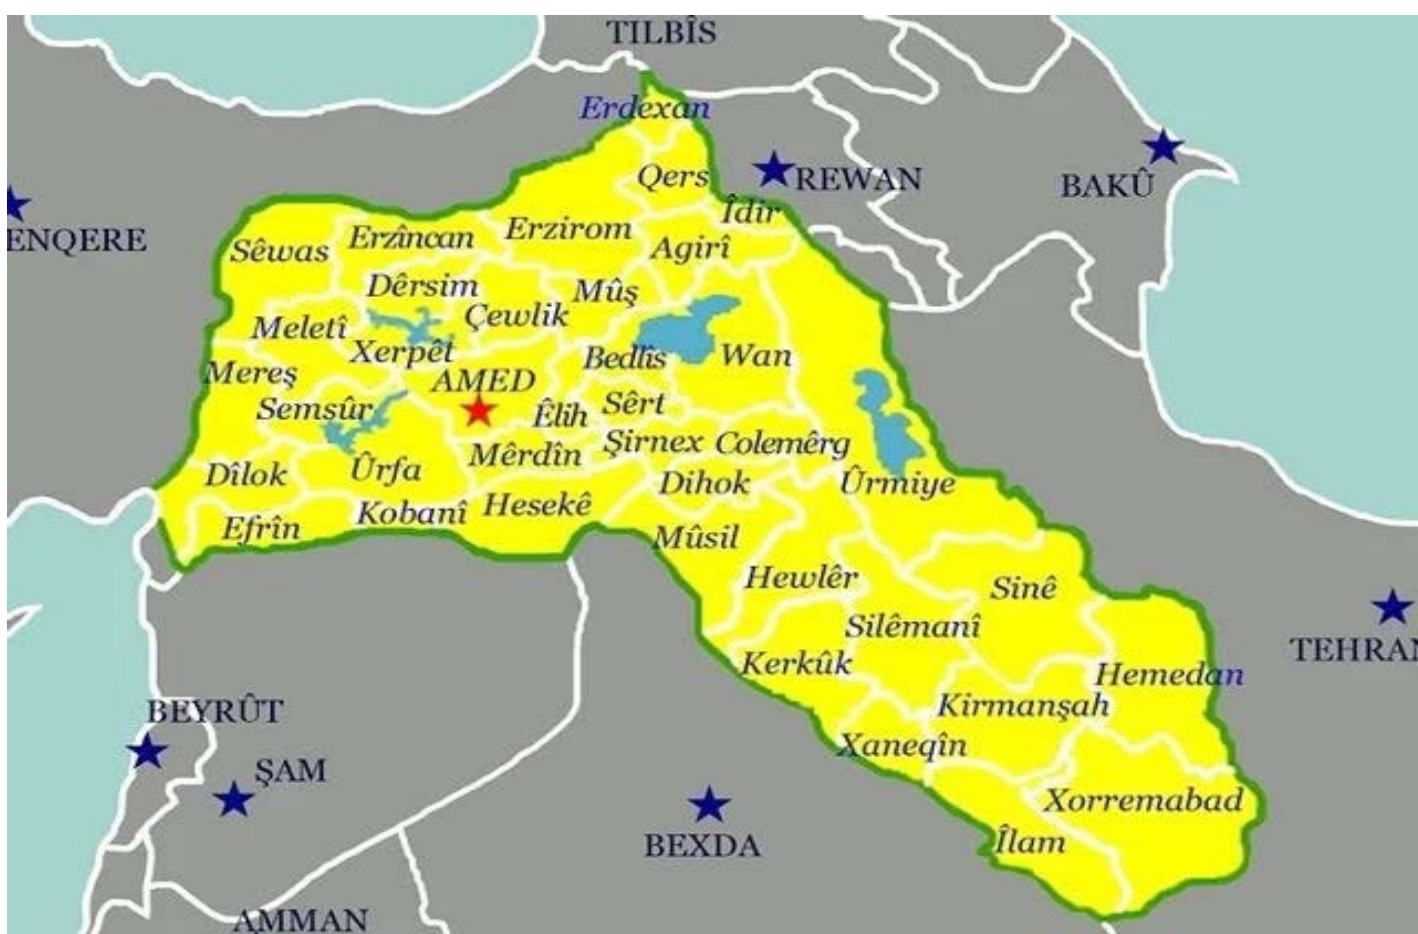 TILBÎS
Erdexan
BAKÛ
REWAN
Qers
Îdir
ENQERE
Sêwas
Erzîncan
Erzirom
Agirî
Dêrsim
Mûş
Çewlik
Meletî
Xerpêt
Bedlîs
Wan
Mereş
AMED
Semsûr
Êlih
Sêrt
Şirnex
Colemêrg
Mêrdîn
Dîlok
Ûrfa
Dihok
Ûrmiye
Efrîn
Kobanî
Hesekê
Mûsil
Hewlêr
Sinê
Silêmanî
TEHRAN
Kerkûk
Hemedan
Kirmanşah
BEYRÛT
Xaneqîn
ŞAM
Xorremabad
BEXDA
Îlam
AMMAN